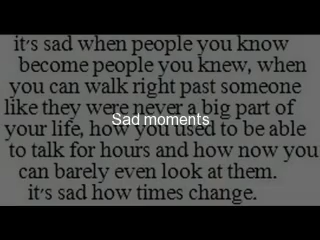 it's sad when people you know
become people you knew, when
you can walk right past someone
like they were never a big part of
Sad moments
your life, how you used to be able
to talk for hours and how now you
can barely even look at them.
it's sad how times change.